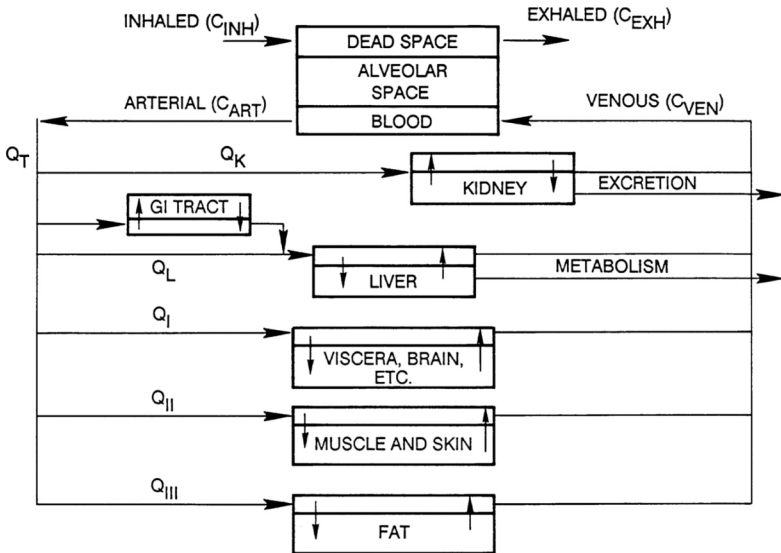 INHALED (CINH)
EXHALED (CEXH)
DEAD SPACE
ALVEOLAR
SPACE
ARTERIAL (CART)
VENOUS (CVEN)
BLOOD
QT
QK
KIDNEY
EXCRETION
GI TRACT
QL
LIVER
METABOLISM
QI
VISCERA, BRAIN,
ETC.
QII
MUSCLE AND SKIN
QIII
FAT